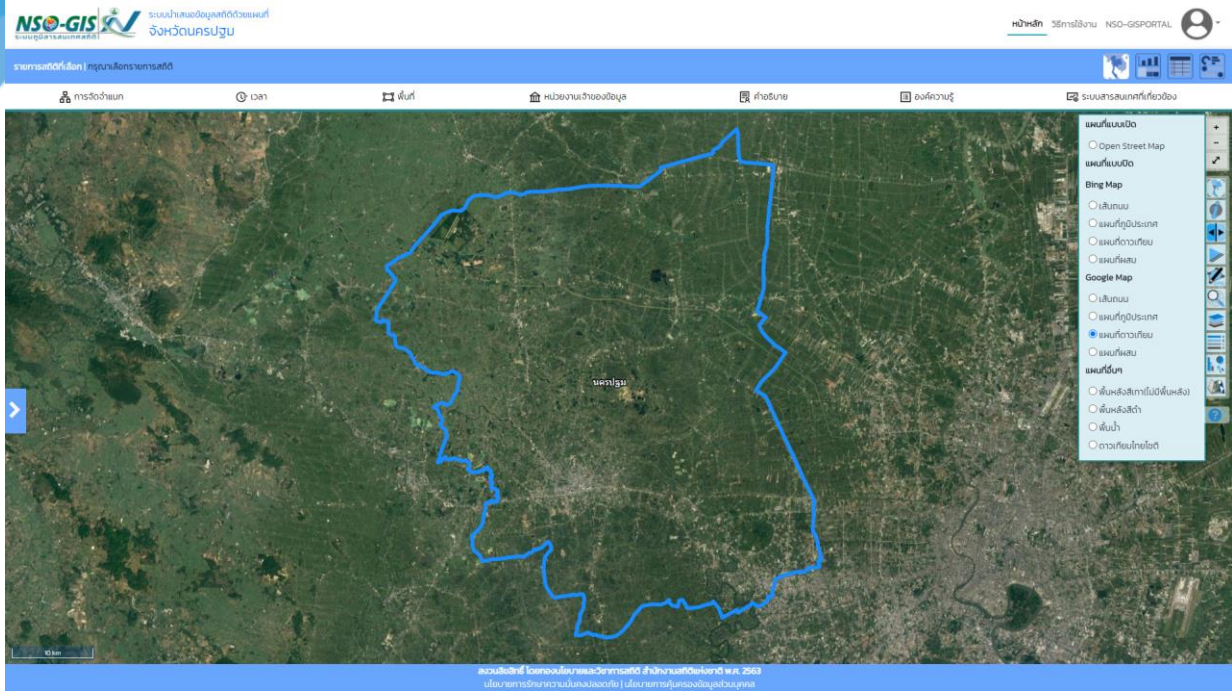 NSO-GIS
ระบบภูมิสารสนเทศสถิติ
ระบบนำเสนอข้อมูลสถิติด้วยแผนที่
จังหวัดนครปฐม
หน้าหลัก วิธีการใช้งาน NSO-GISPORTAL
รายการสถิติที่เลือก | กรุณาเลือกรายการสถิติ
การจัดจำแนก เวลา พื้นที่ หน่วยงานเจ้าของข้อมูล คำอธิบาย องค์ความรู้ ระบบสารสนเทศที่เกี่ยวข้อง
แผนที่แบบเปิด
Open Street Map
แผนที่แบบปิด
Bing Map
เส้นถนน
แผนที่ภูมิประเทศ
แผนที่ดาวเทียม
แผนที่ผสม
Google Map
เส้นถนน
แผนที่ภูมิประเทศ
แผนที่ดาวเทียม
แผนที่ผสม
แผนที่อื่นๆ
พื้นหลังสีเทา(ไม่มีพื้นหลัง)
พื้นหลังสีดำ
พื้นน้ำ
ดาวเทียมไทยโชติ
นครปฐม
10 km
สงวนลิขสิทธิ์ โดยกองนโยบายและวิชาการสถิติ สำนักงานสถิติแห่งชาติ พ.ศ. 2563
นโยบายการรักษาความมั่นคงปลอดภัย | นโยบายการคุ้มครองข้อมูลส่วนบุคคล